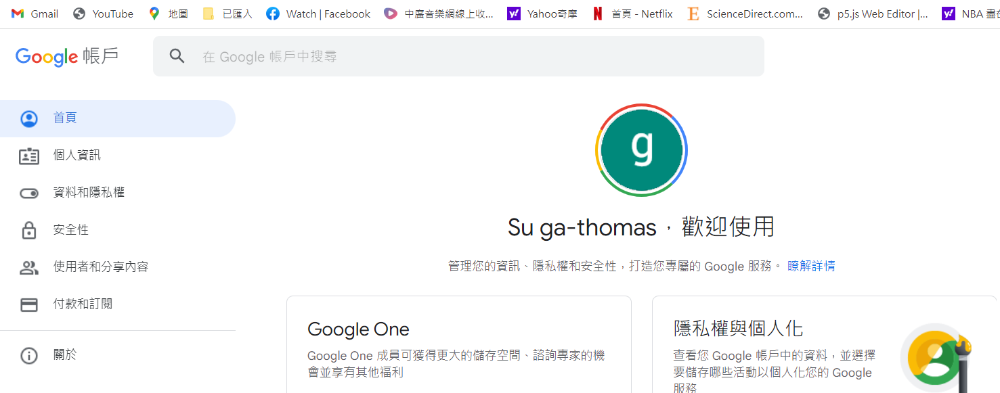 Gmail YouTube 地圖 已匯入 Watch | Facebook 中廣音樂網線上收... Yahoo奇摩 首頁 - Netflix ScienceDirect.com... p5.js Web Editor |... NBA
Google 帳戶
在 Google 帳戶中搜尋
首頁
個人資訊
資料和隱私權
安全性
使用者和分享內容
付款和訂閱
關於
g
Su ga-thomas，歡迎使用
管理您的資訊、隱私權和安全性，打造您專屬的 Google 服務。 瞭解詳情
Google One
Google One 成員可獲得更大的儲存空間、諮詢專家的機
會並享有其他福利
隱私權與個人化
查看您 Google 帳戶中的資料，並選擇
要儲存哪些活動以個人化您的 Google
服務